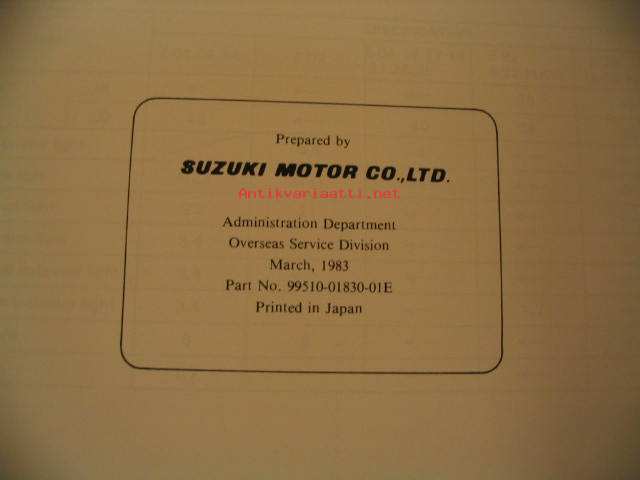 Prepared by
SUZUKI MOTOR CO.,LTD.
Antikvariaatti.net
Administration Department
Overseas Service Division
March, 1983
Part No. 99510-01830-01E
Printed in Japan